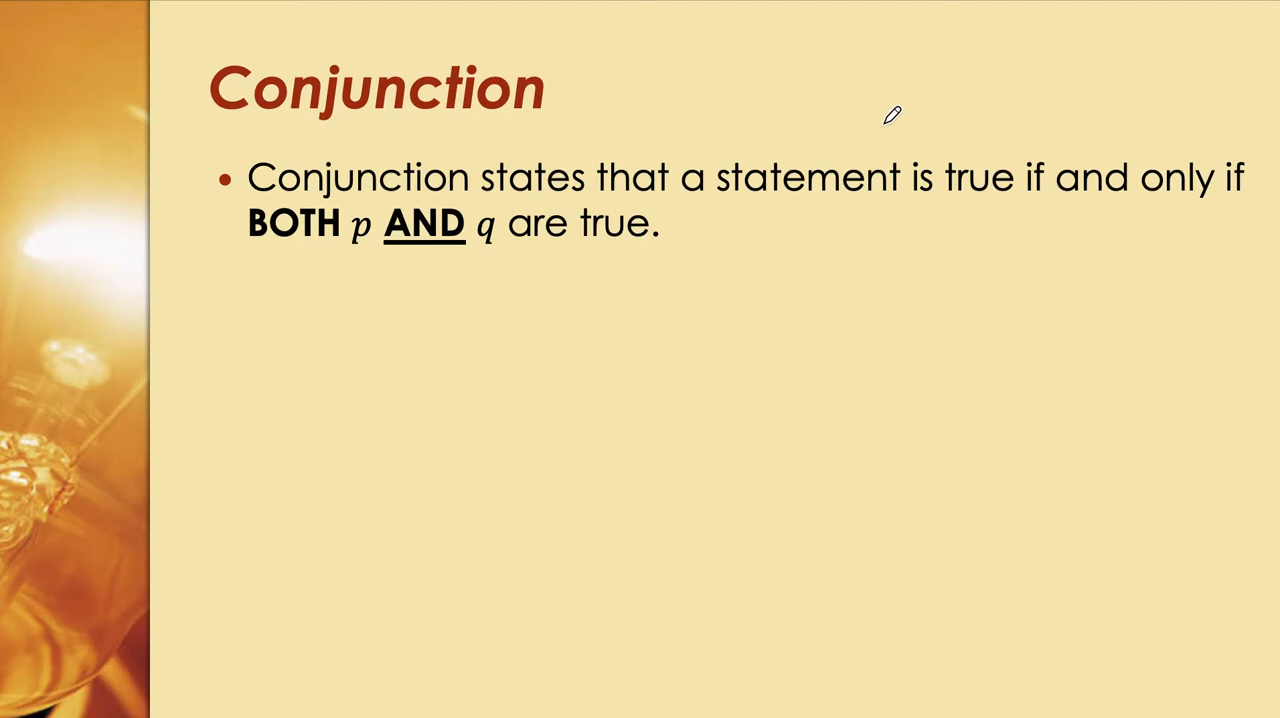 Conjunction
• Conjunction states that a statement is true if and only if
BOTH p AND q are true.